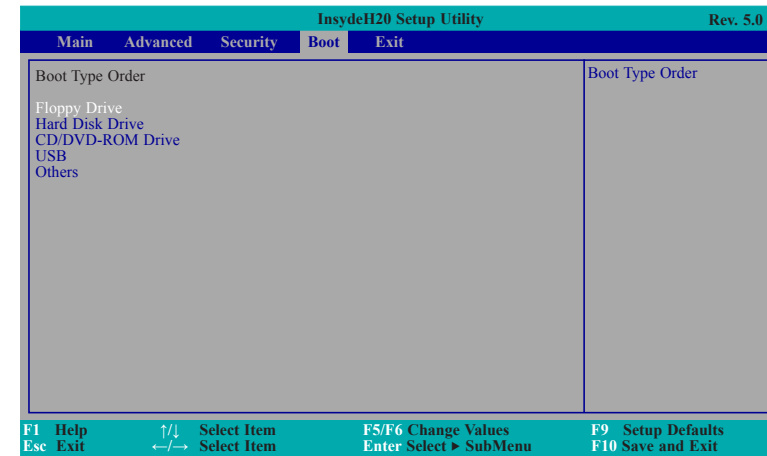 InsydeH20 Setup Utility Rev. 5.0
Main Advanced Security Boot Exit
Boot Type Order
Floppy Drive
Hard Disk Drive
CD/DVD-ROM Drive
USB
Others
Boot Type Order
F1 Help ↑/↓ Select Item F5/F6 Change Values F9 Setup Defaults
Esc Exit ←/→ Select Item Enter Select ► SubMenu F10 Save and Exit